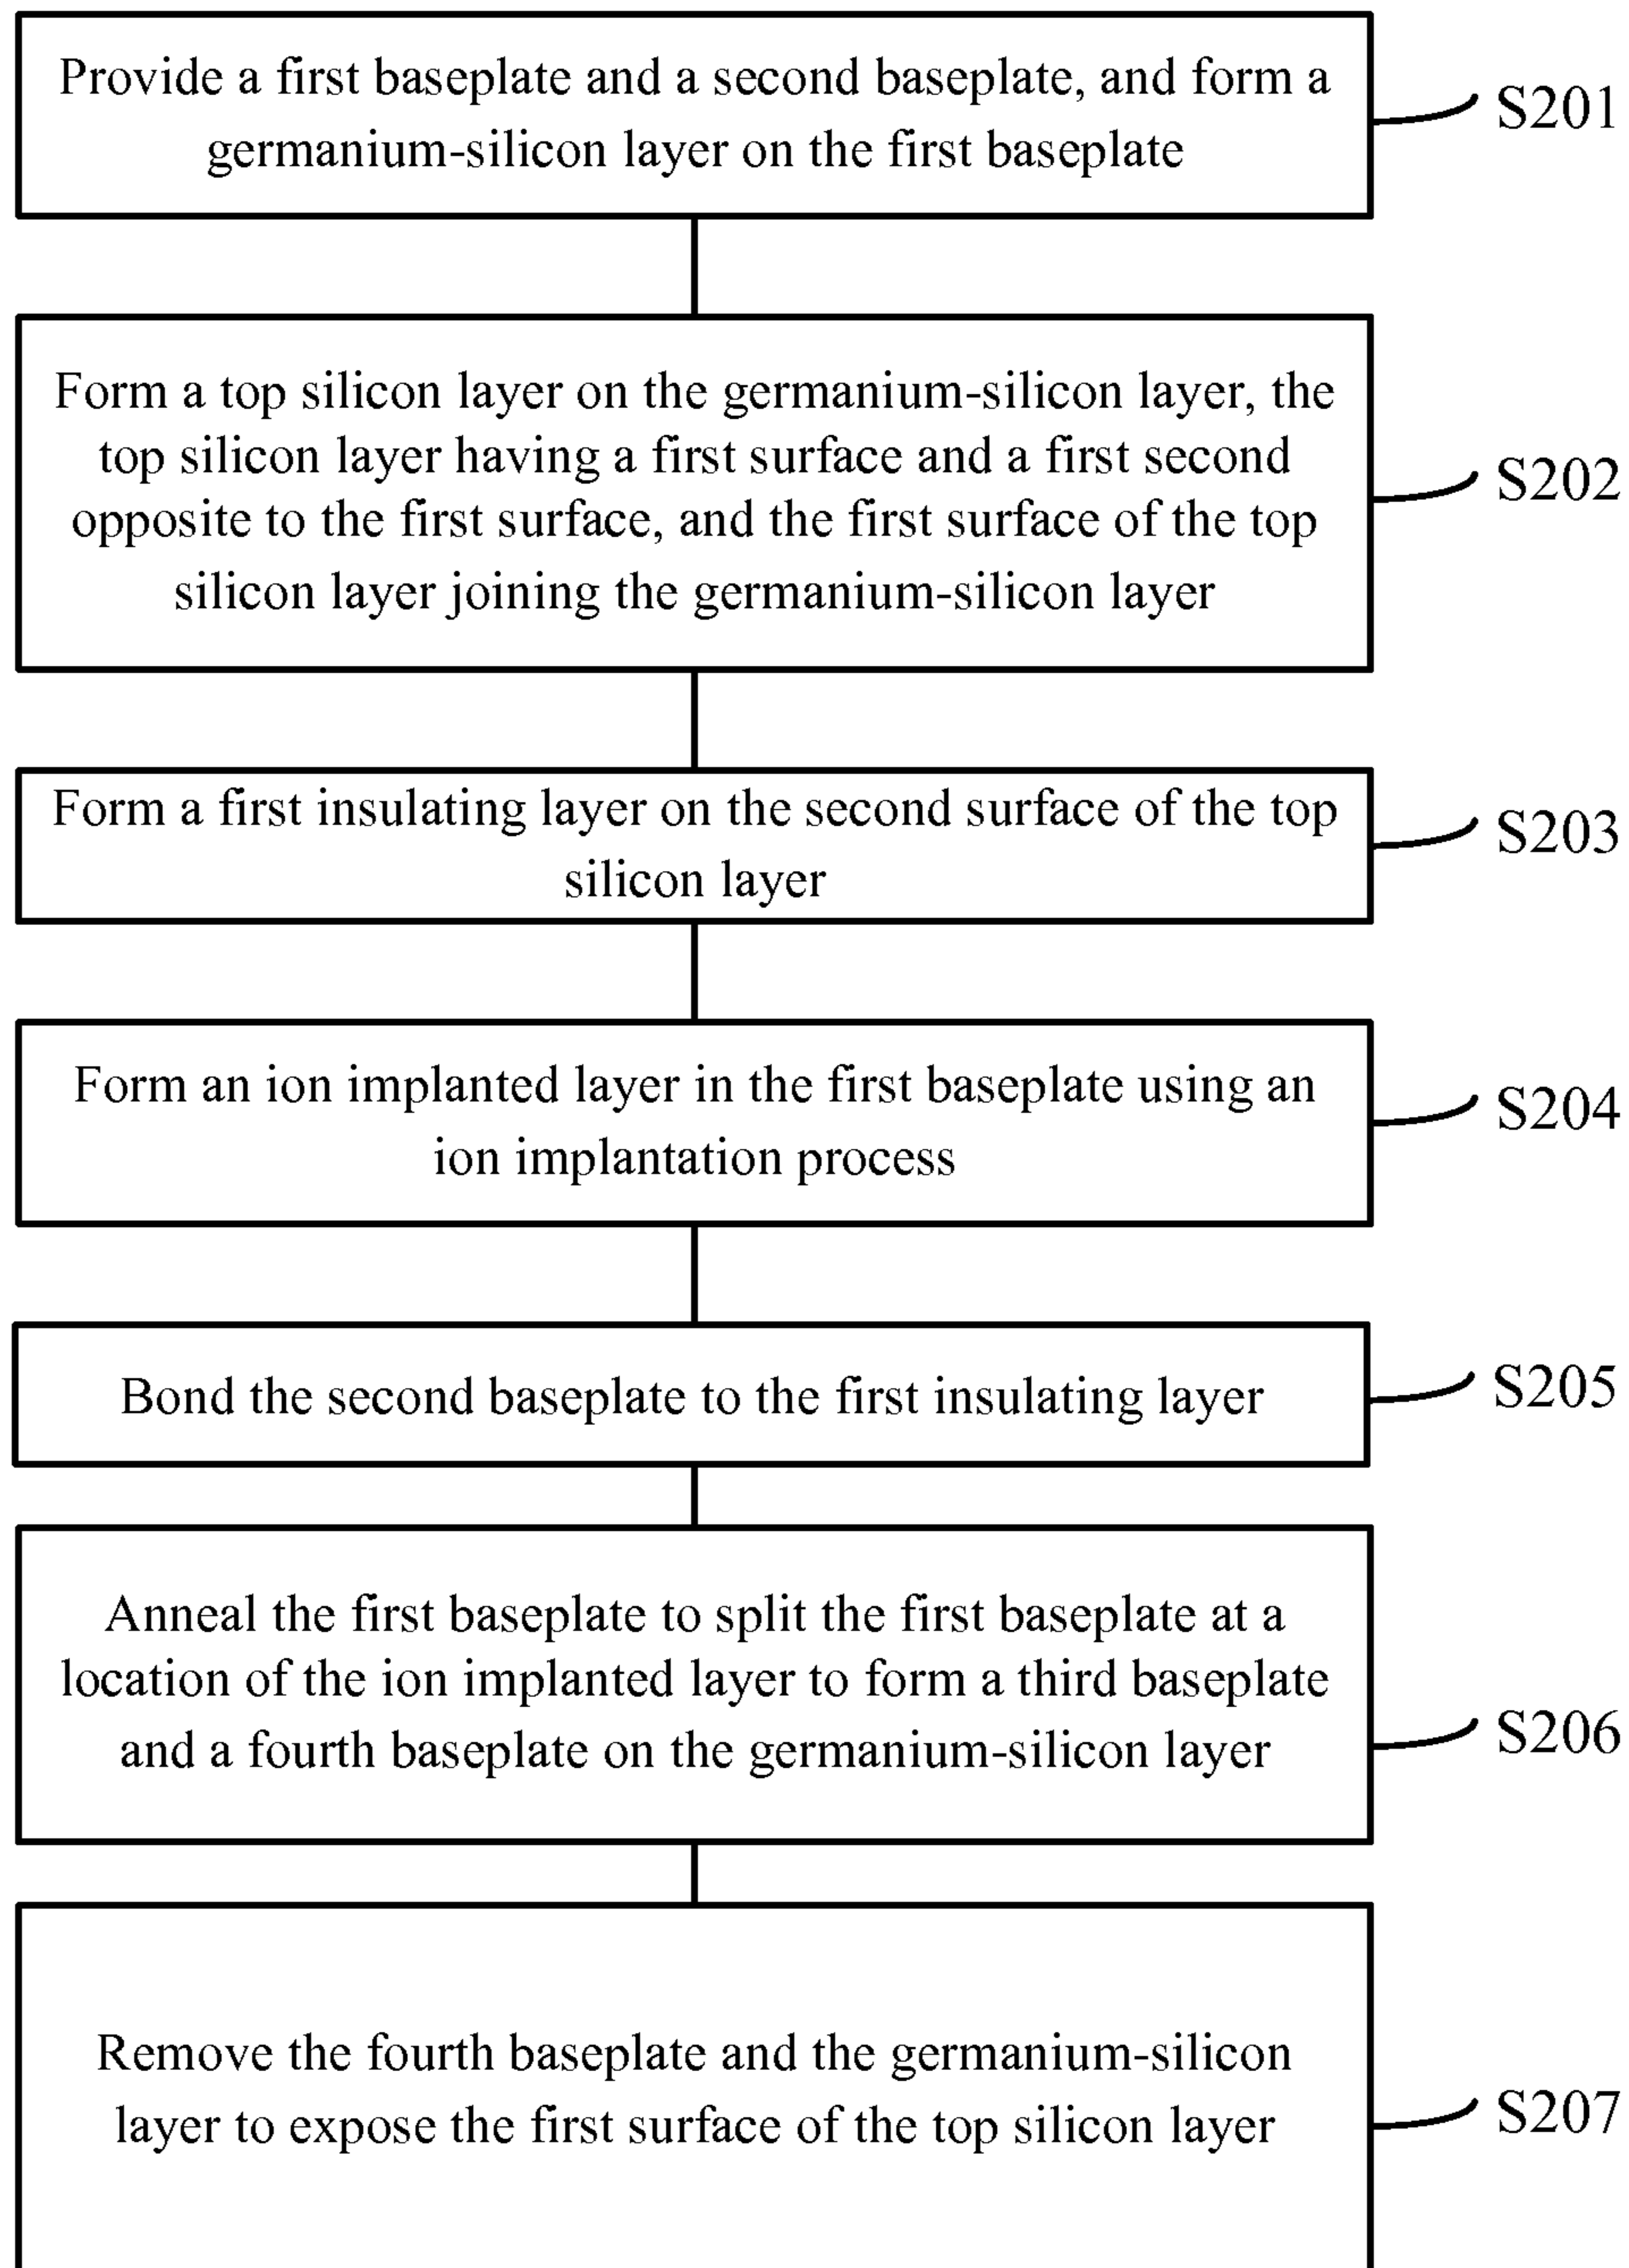 Provide a first baseplate and a second baseplate, and form a
germanium-silicon layer on the first baseplate
S201
Form a top silicon layer on the germanium-silicon layer, the
top silicon layer having a first surface and a first second
opposite to the first surface, and the first surface of the top
silicon layer joining the germanium-silicon layer
S202
Form a first insulating layer on the second surface of the top
silicon layer
S203
Form an ion implanted layer in the first baseplate using an
ion implantation process
S204
Bond the second baseplate to the first insulating layer
S205
Anneal the first baseplate to split the first baseplate at a
location of the ion implanted layer to form a third baseplate
and a fourth baseplate on the germanium-silicon layer
S206
Remove the fourth baseplate and the germanium-silicon
layer to expose the first surface of the top silicon layer
S207